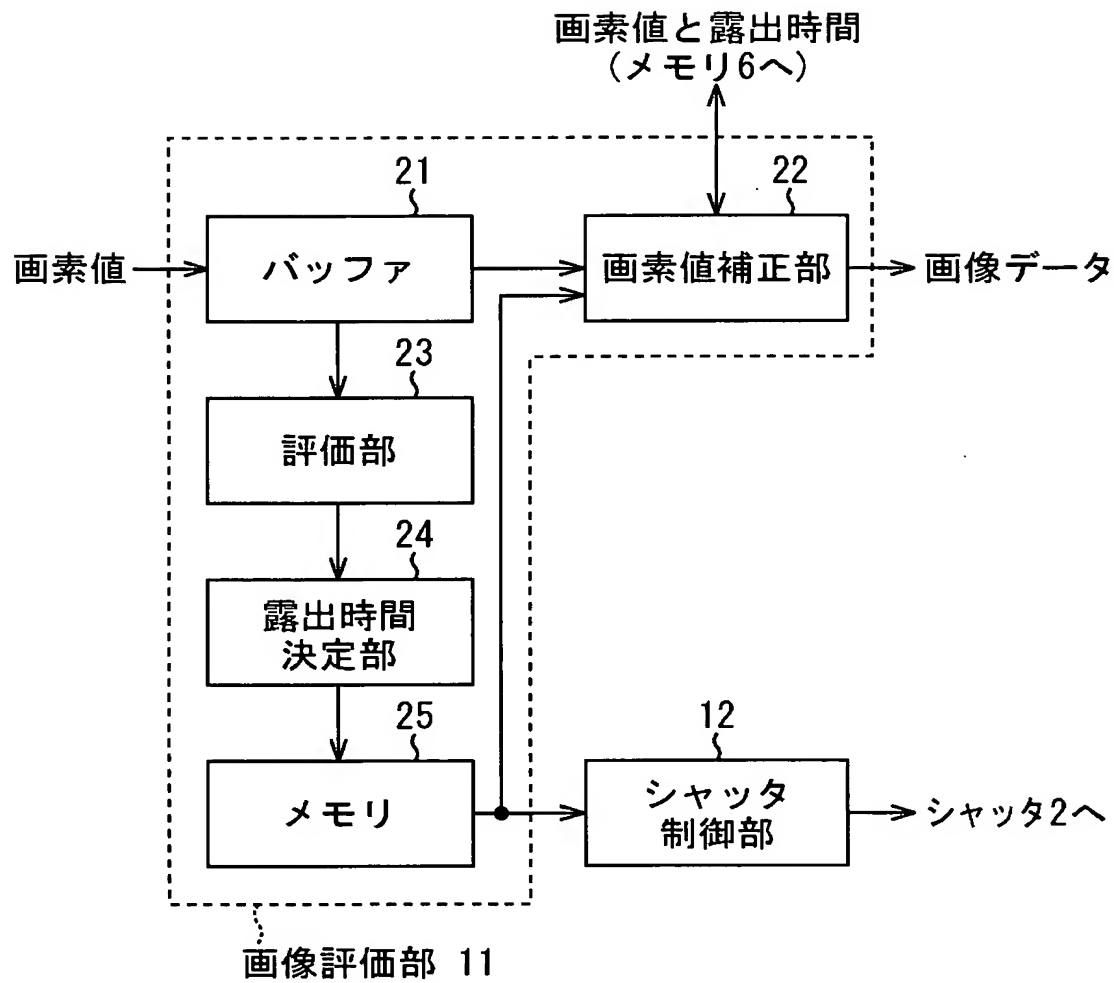 画素値と露出時間
(メモリ6へ)
21
22
画素値
バッファ
画素値補正部
画像データ
23
評価部
24
露出時間
決定部
25
12
メモリ
シャッタ
制御部
シャッタ2へ
画像評価部 11